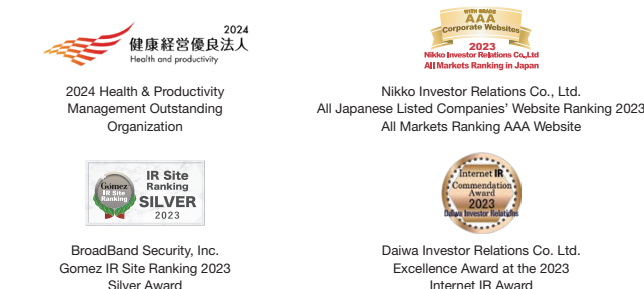 2024
健康経営優良法人
Health and productivity
2024 Health & Productivity
Management Outstanding
Organization
WITH GRADE
AAA
Corporate Websites
2023
Nikko Investor Relations Co.,Ltd
All Markets Ranking in Japan
Nikko Investor Relations Co., Ltd.
All Japanese Listed Companies' Website Ranking 2023
All Markets Ranking AAA Website
Gómez
IR Site
Ranking
IR Site
Ranking
SILVER
2023
BroadBand Security, Inc.
Gomez IR Site Ranking 2023
Silver Award
Internet IR
Commendation
Award
2023
Daiwa Investor Relations
Daiwa Investor Relations Co. Ltd.
Excellence Award at the 2023
Internet IR Award